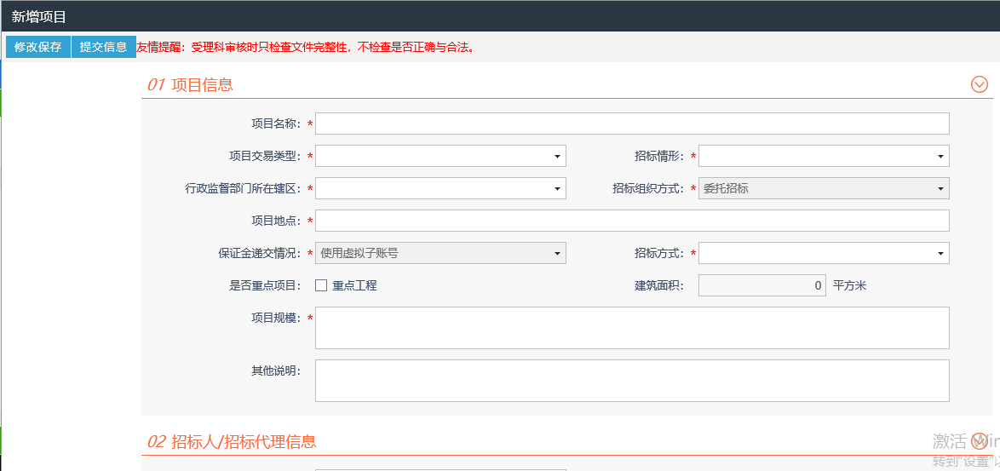 新增项目
修改保存 提交信息 友情提醒：受理科审核时只检查文件完整性，不检查是否正确与合法。
01 项目信息
项目名称：*
项目交易类型：* 招标情形：*
行政监督部门所在辖区：* 招标组织方式：* 委托招标
项目地点：*
保证金递交情况：* 使用虚拟子账号 招标方式：*
是否重点项目： 重点工程 建筑面积： 0 平方米
项目规模：*
其他说明：
02 招标人/招标代理信息
激活 Win
转到"设置"以